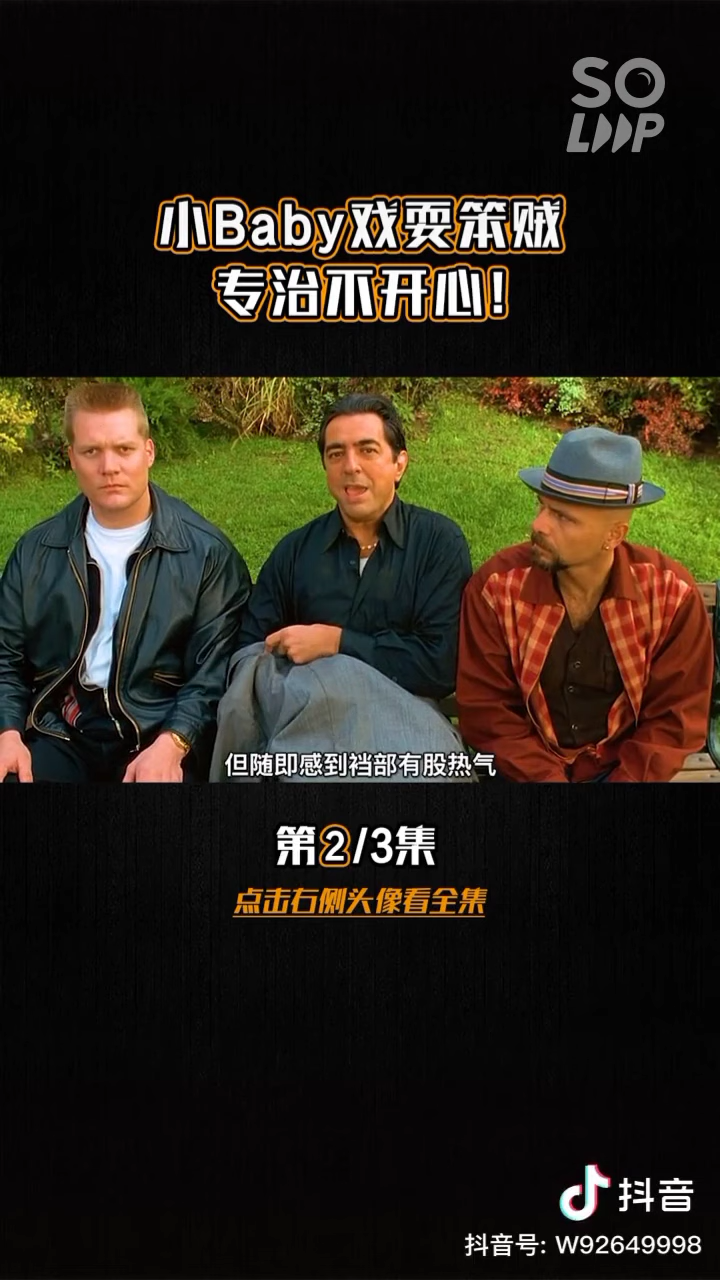 SO
LOOP
小Baby戏耍笨贼
专治不开心!
但随即感到裆部有股热气
第2/3集
点击右侧头像看全集
抖音
抖音号: W92649998